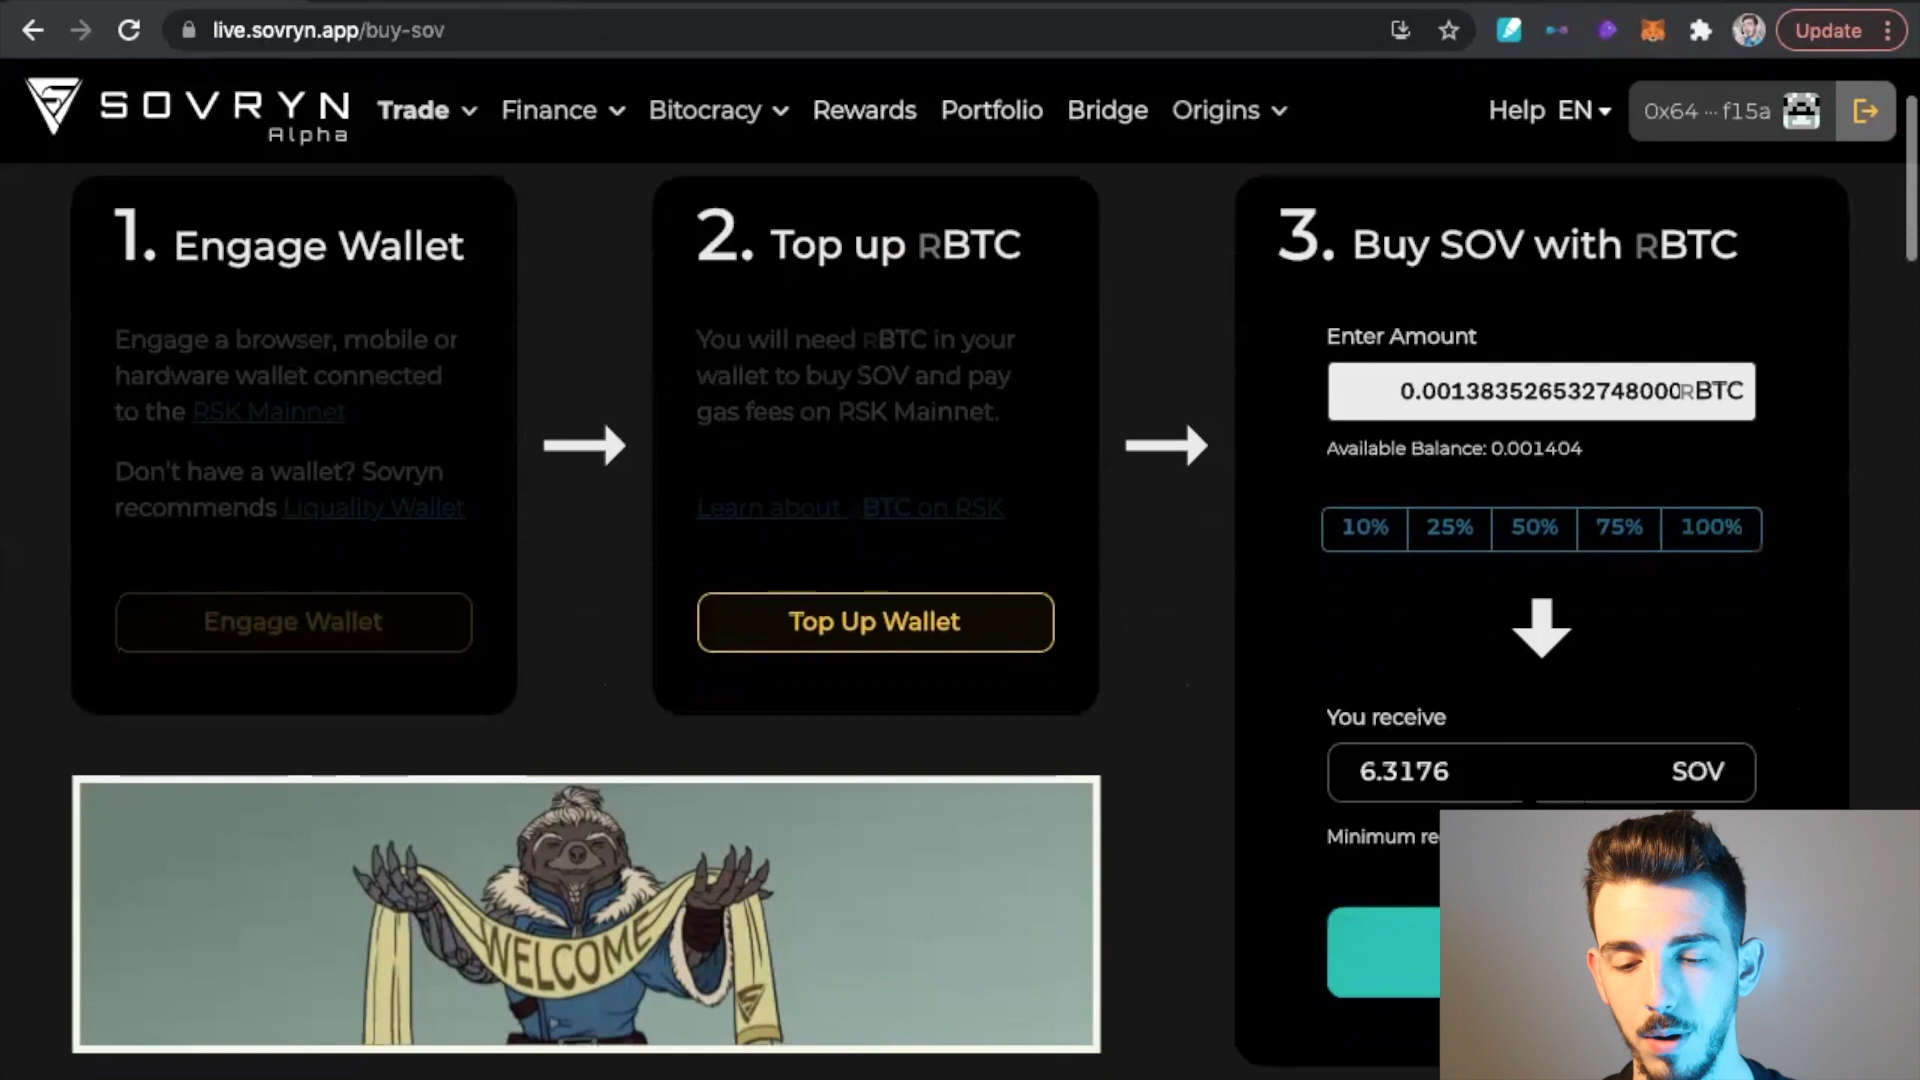 live.sovryn.app/buy-sov
Update
SOVRYN
Alpha
Trade
Finance
Bitocracy
Rewards
Portfolio
Bridge
Origins
Help
EN
0x64 ··· f15a
1. Engage Wallet
Engage a browser, mobile or
hardware wallet connected
to the RSK Mainnet
Don't have a wallet? Sovryn
recommends Liquality Wallet
Engage Wallet
2. Top up RBTC
You will need RBTC in your
wallet to buy SOV and pay
gas fees on RSK Mainnet.
Learn about RBTC on RSK
Top Up Wallet
3. Buy SOV with RBTC
Enter Amount
0.001383526532748000RBTC
Available Balance: 0.001404
10%
25%
50%
75%
100%
You receive
6.3176 SOV
Minimum re
WELCOME